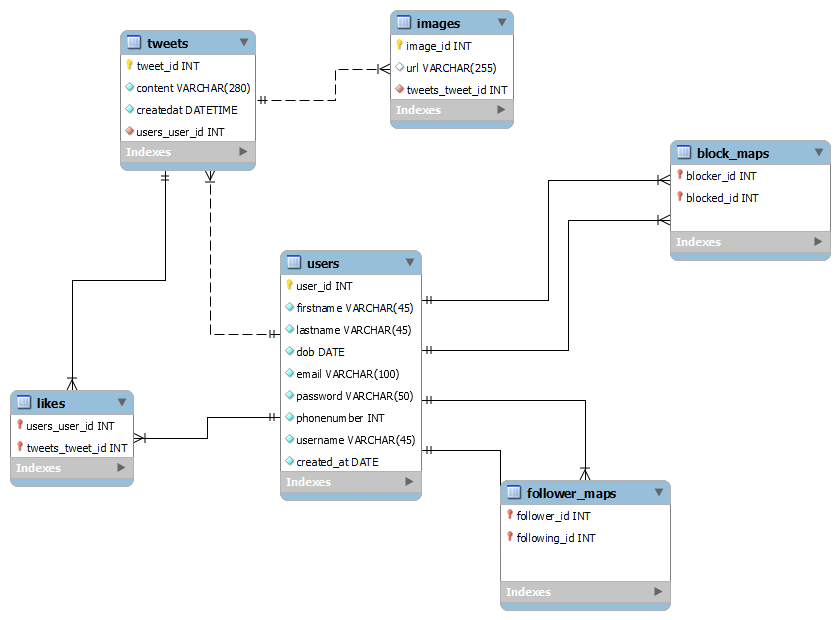 images
image_id INT
url VARCHAR(255)
tweets_tweet_id INT
Indexes
tweets
tweet_id INT
content VARCHAR(280)
createdat DATETIME
users_user_id INT
Indexes
block_maps
blocker_id INT
blocked_id INT
Indexes
users
user_id INT
firstname VARCHAR(45)
lastname VARCHAR(45)
dob DATE
email VARCHAR(100)
password VARCHAR(50)
phonenumber INT
username VARCHAR(45)
created_at DATE
Indexes
likes
users_user_id INT
tweets_tweet_id INT
Indexes
follower_maps
follower_id INT
following_id INT
Indexes